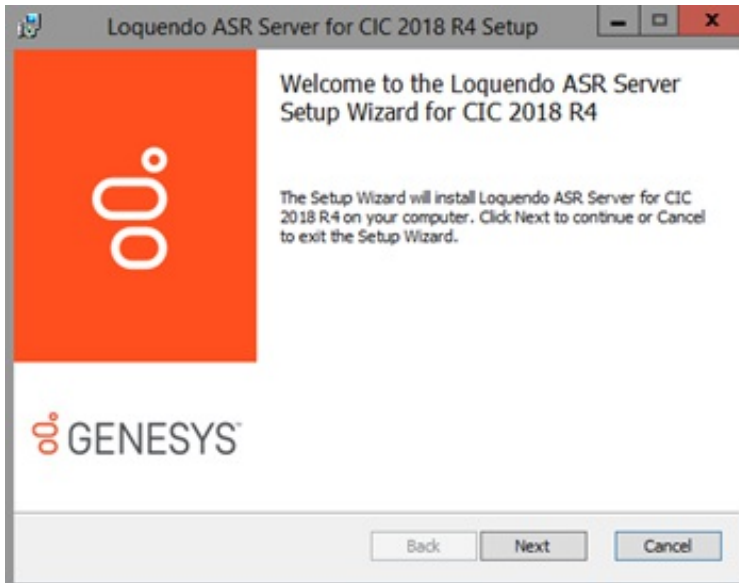 Loquendo ASR Server for CIC 2018 R4 Setup
Welcome to the Loquendo ASR Server
Setup Wizard for CIC 2018 R4
The Setup Wizard will install Loquendo ASR Server for CIC
2018 R4 on your computer. Click Next to continue or Cancel
to exit the Setup Wizard.
GENESYS™
Back Next Cancel